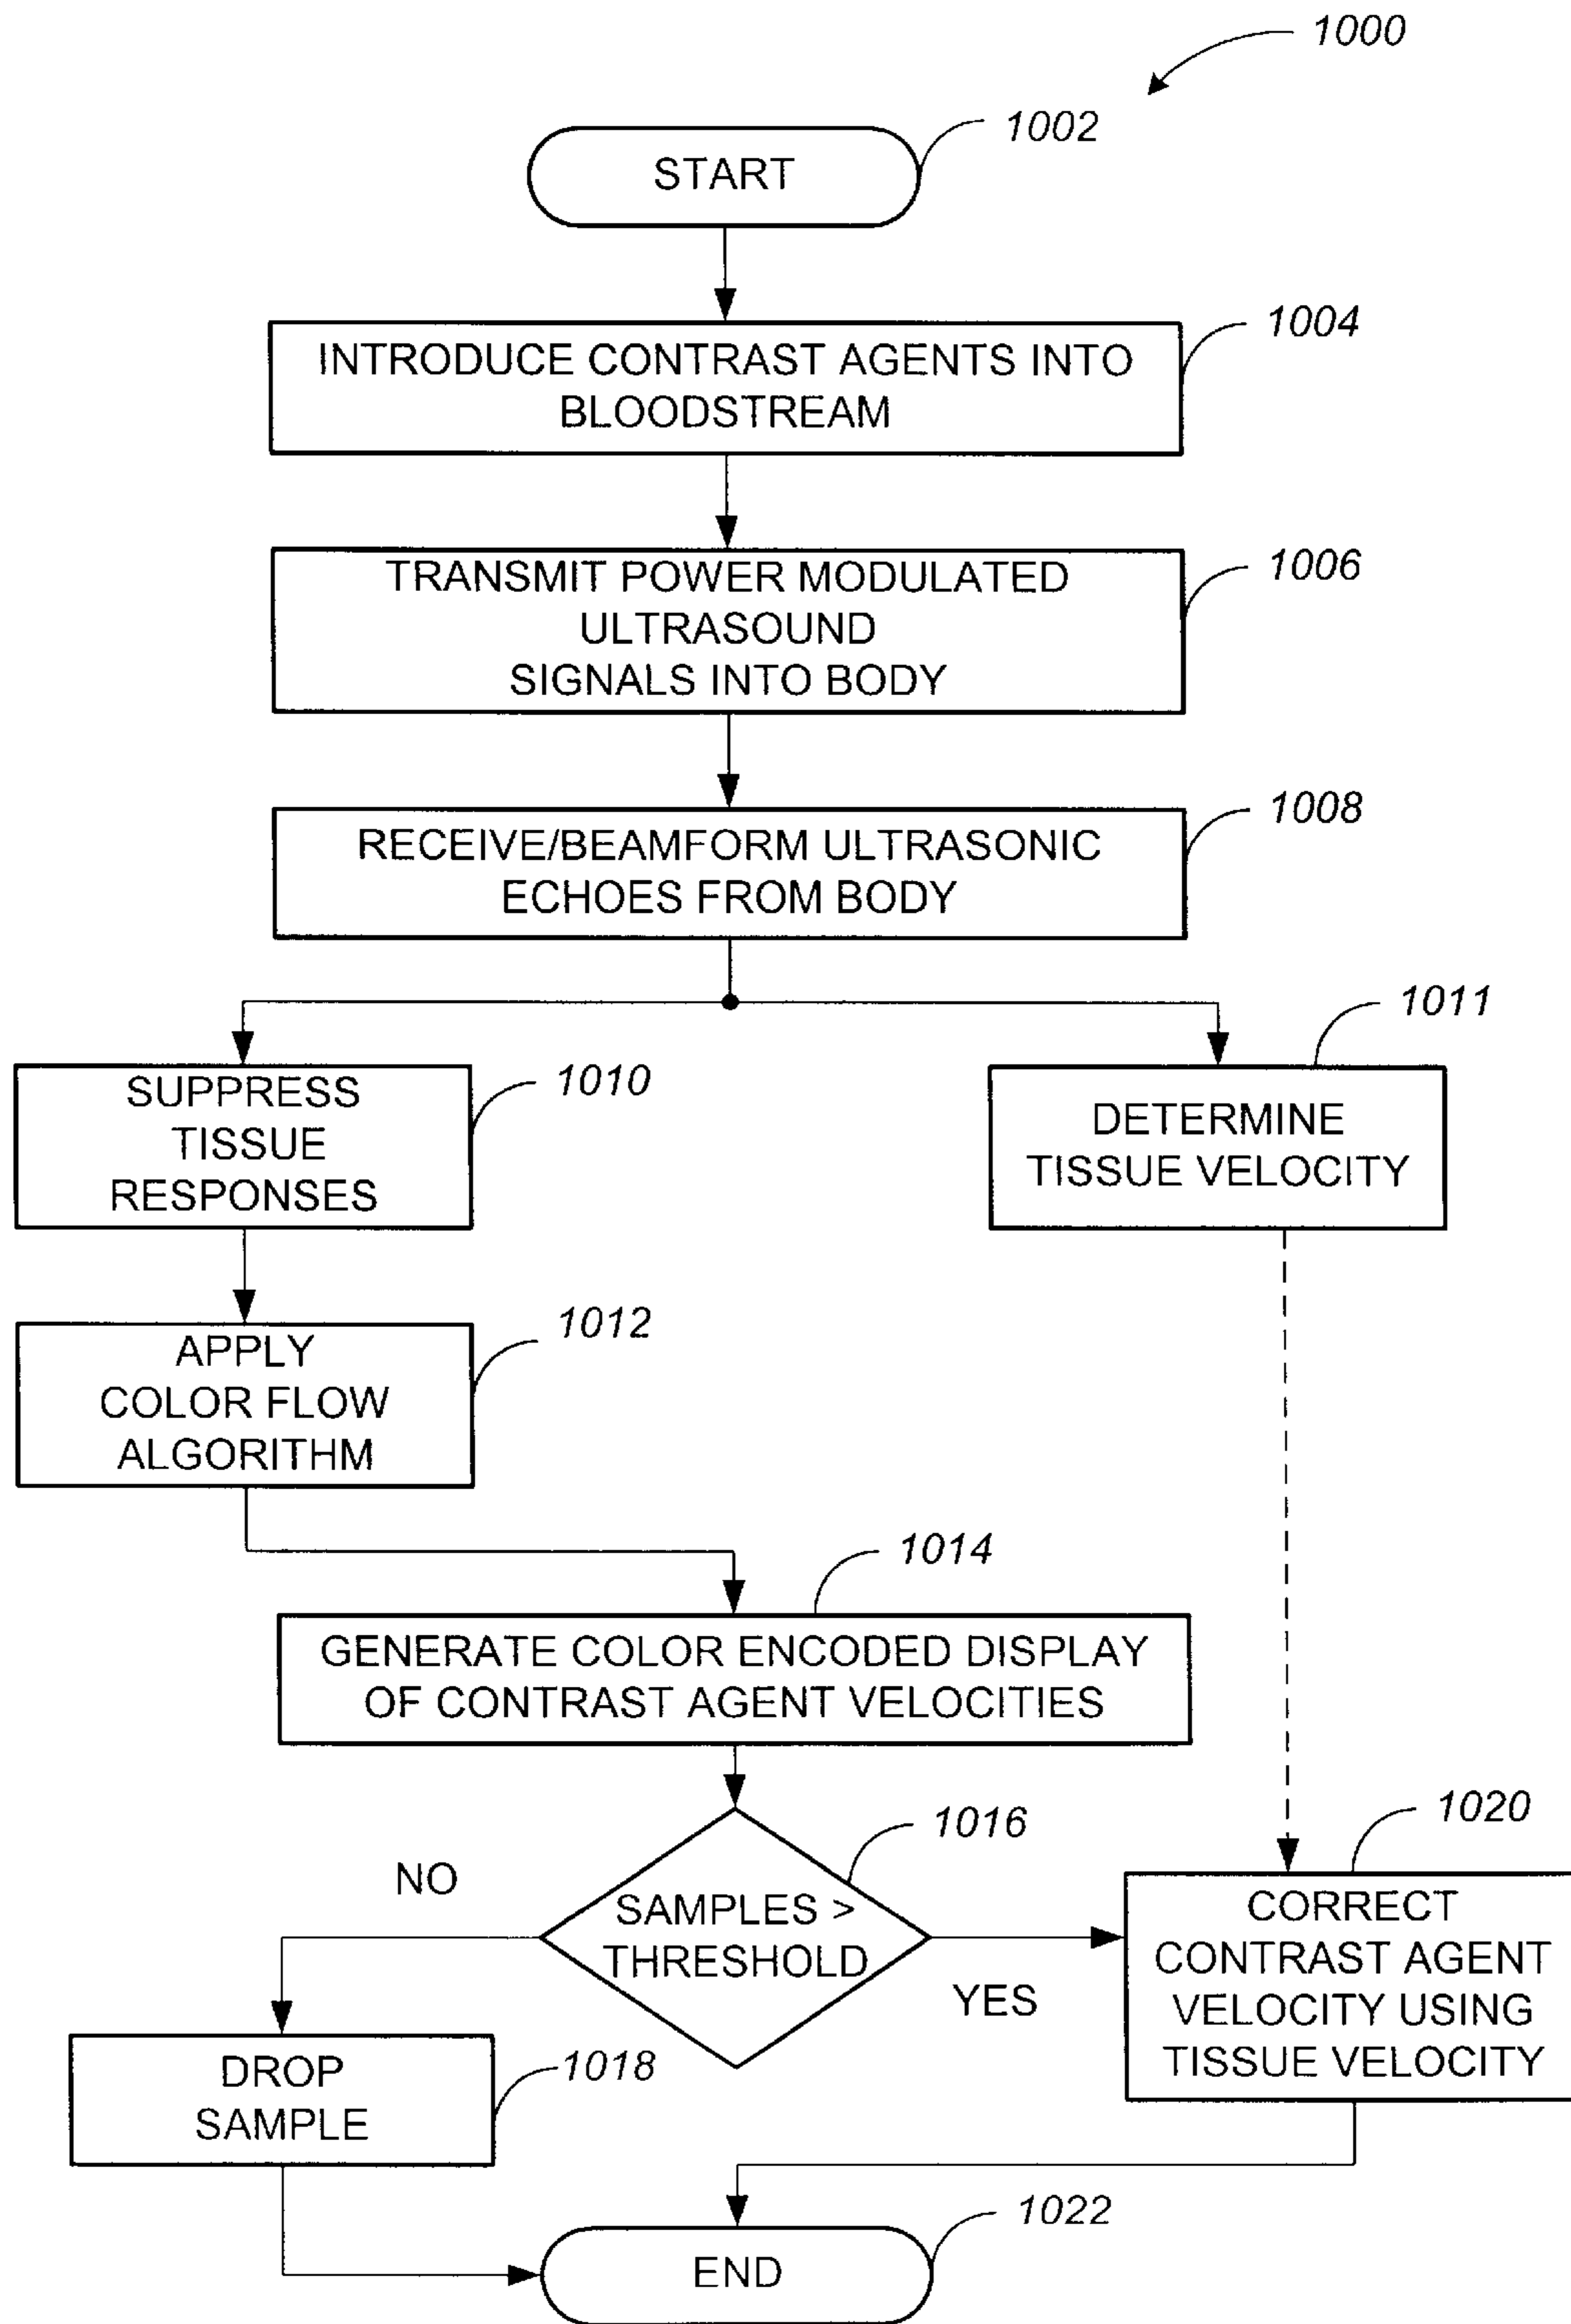 1000
1002
START
1004
INTRODUCE CONTRAST AGENTS INTO
BLOODSTREAM
1006
TRANSMIT POWER MODULATED
ULTRASOUND
SIGNALS INTO BODY
1008
RECEIVE/BEAMFORM ULTRASONIC
ECHOES FROM BODY
1010
SUPPRESS
TISSUE
RESPONSES
1011
DETERMINE
TISSUE VELOCITY
1012
APPLY
COLOR FLOW
ALGORITHM
1014
GENERATE COLOR ENCODED DISPLAY
OF CONTRAST AGENT VELOCITIES
1016
SAMPLES >
THRESHOLD
NO
YES
1020
CORRECT
CONTRAST AGENT
VELOCITY USING
TISSUE VELOCITY
1018
DROP
SAMPLE
1022
END